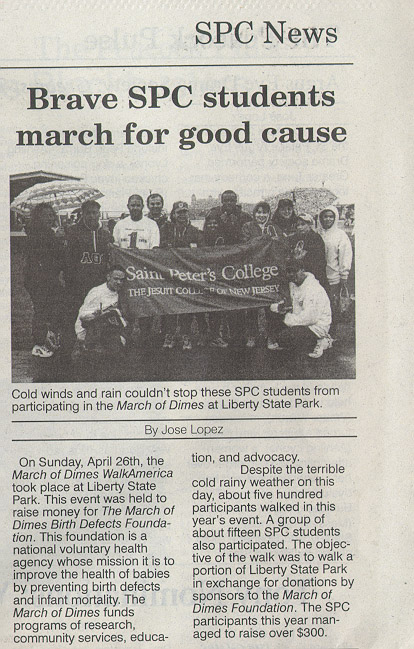 SPC News
Brave SPC students
march for good cause
Saint Peter's College
THE JESUIT COLLEGE OF NEW JERSEY
Cold winds and rain couldn't stop these SPC students from
participating in the March of Dimes at Liberty State Park.
By Jose Lopez
On Sunday, April 26th, the
March of Dimes WalkAmerica
took place at Liberty State
Park. This event was held to
raise money for The March of
Dimes Birth Defects Founda-
tion. This foundation is a
national voluntary health
agency whose mission it is to
improve the health of babies
by preventing birth defects
and infant mortality. The
March of Dimes funds
programs of research,
community services, educa-
tion, and advocacy.
Despite the terrible
cold rainy weather on this
day, about five hundred
participants walked in this
year's event. A group of
about fifteen SPC students
also participated. The objec-
tive of the walk was to walk a
portion of Liberty State Park
in exchange for donations by
sponsors to the March of
Dimes Foundation. The SPC
participants this year man-
aged to raise over $300.